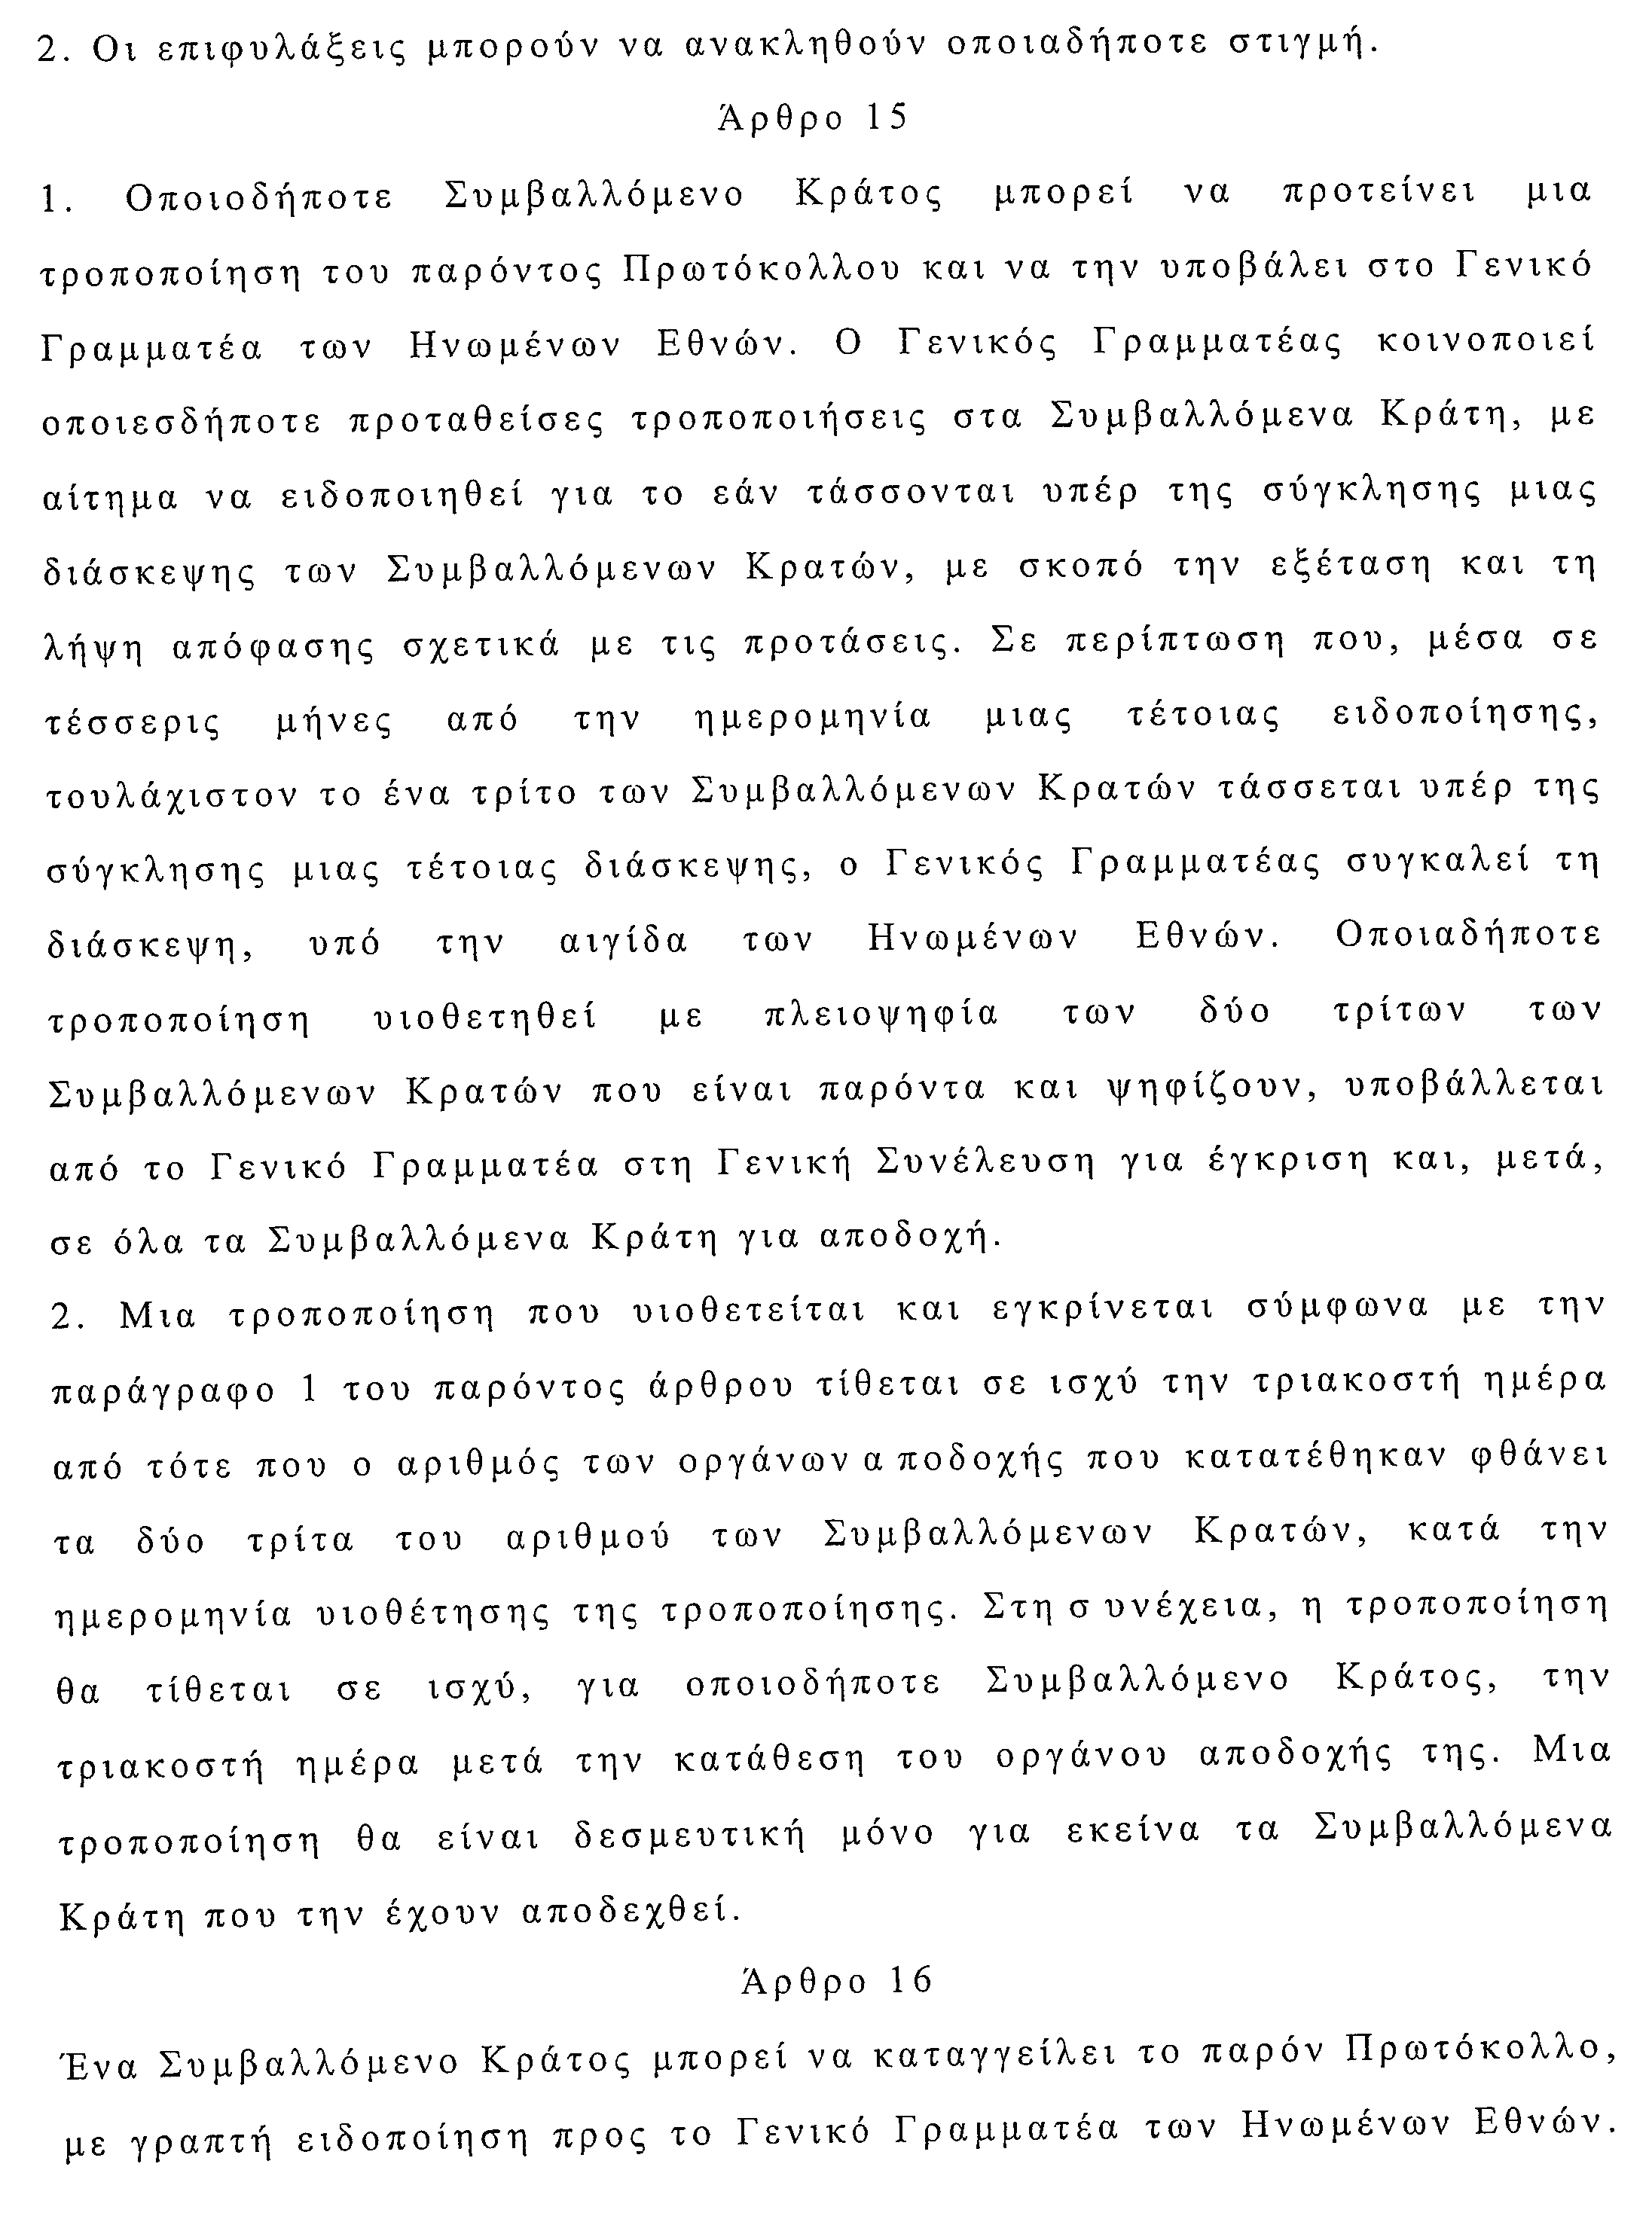 2. Οι επιφυλάξεις μπορούν να ανακληθούν οποιαδήποτε στιγμή.
Άρθρο 15
1. Οποιοδήποτε Συμβαλλόμενο Κράτος μπορεί να προτείνει μια
τροποποίηση του παρόντος Πρωτόκολλου και να την υποβάλει στο Γενικό
Γραμματέα των Ηνωμένων Εθνών. Ο Γενικός Γραμματέας κοινοποιεί
οποιεσδήποτε προταθείσες τροποποιήσεις στα Συμβαλλόμενα Κράτη, με
αίτημα να ειδοποιηθεί για το εάν τάσσονται υπέρ της σύγκλησης μιας
διάσκεψης των Συμβαλλόμενων Κρατών, με σκοπό την εξέταση και τη
λήψη απόφασης σχετικά με τις προτάσεις. Σε περίπτωση που, μέσα σε
τέσσερις μήνες από την ημερομηνία μιας τέτοιας ειδοποίησης,
τουλάχιστον το ένα τρίτο των Συμβαλλόμενων Κρατών τάσσεται υπέρ της
σύγκλησης μιας τέτοιας διάσκεψης, ο Γενικός Γραμματέας συγκαλεί τη
διάσκεψη, υπό την αιγίδα των Ηνωμένων Εθνών. Οποιαδήποτε
τροποποίηση υιοθετηθεί με πλειοψηφία των δύο τρίτων των
Συμβαλλόμενων Κρατών που είναι παρόντα και ψηφίζουν, υποβάλλεται
από το Γενικό Γραμματέα στη Γενική Συνέλευση για έγκριση και, μετά,
σε όλα τα Συμβαλλόμενα Κράτη για αποδοχή.
2. Μια τροποποίηση που υιοθετείται και εγκρίνεται σύμφωνα με την
παράγραφο 1 του παρόντος άρθρου τίθεται σε ισχύ την τριακοστή ημέρα
από τότε που ο αριθμός των οργάνων α ποδοχής που κατατέθηκαν φθάνει
τα δύο τρίτα του αριθμού των Συμβαλλόμενων Κρατών, κατά την
ημερομηνία υιοθέτησης της τροποποίησης. Στη σ υνέχεια, η τροποποίηση
θα τίθεται σε ισχύ, για οποιοδήποτε Συμβαλλόμενο Κράτος, την
τριακοστή ημέρα μετά την κατάθεση του οργάνου αποδοχής της. Μια
τροποποίηση θα είναι δεσμευτική μόνο για εκείνα τα Συμβαλλόμενα
Κράτη που την έχουν αποδεχθεί.
Άρθρο 16
Ένα Συμβαλλόμενο Κράτος μπορεί να καταγγείλει το παρόν Πρωτόκολλο,
με γραπτή ειδοποίηση προς το Γενικό Γραμματέα των Ηνωμένων Εθνών.